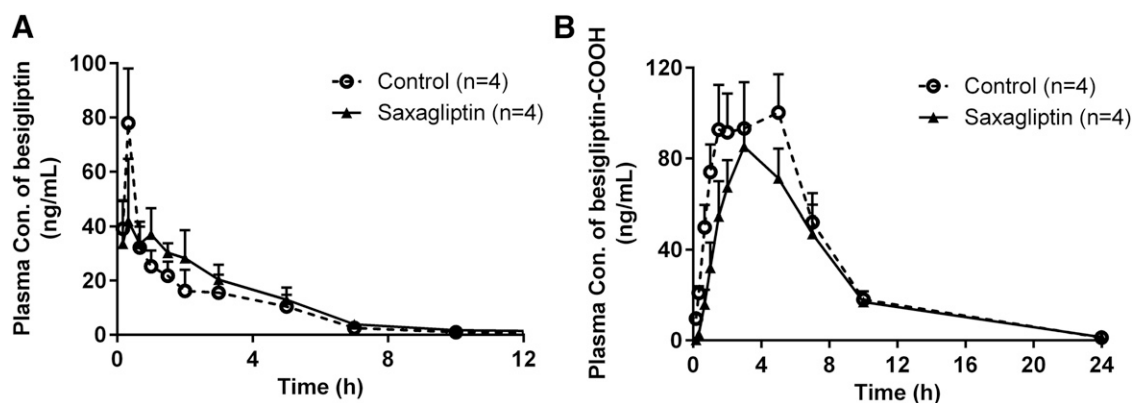 A
Plasma Con. of besigliptin
(ng/mL)
100
80
60
40
20
0
0
4
8
12
Time (h)
Control (n=4)
Saxagliptin (n=4)
B
Plasma Con. of besigliptin-COOH
(ng/mL)
120
80
40
0
0
4
8
12
16
20
24
Time (h)
Control (n=4)
Saxagliptin (n=4)